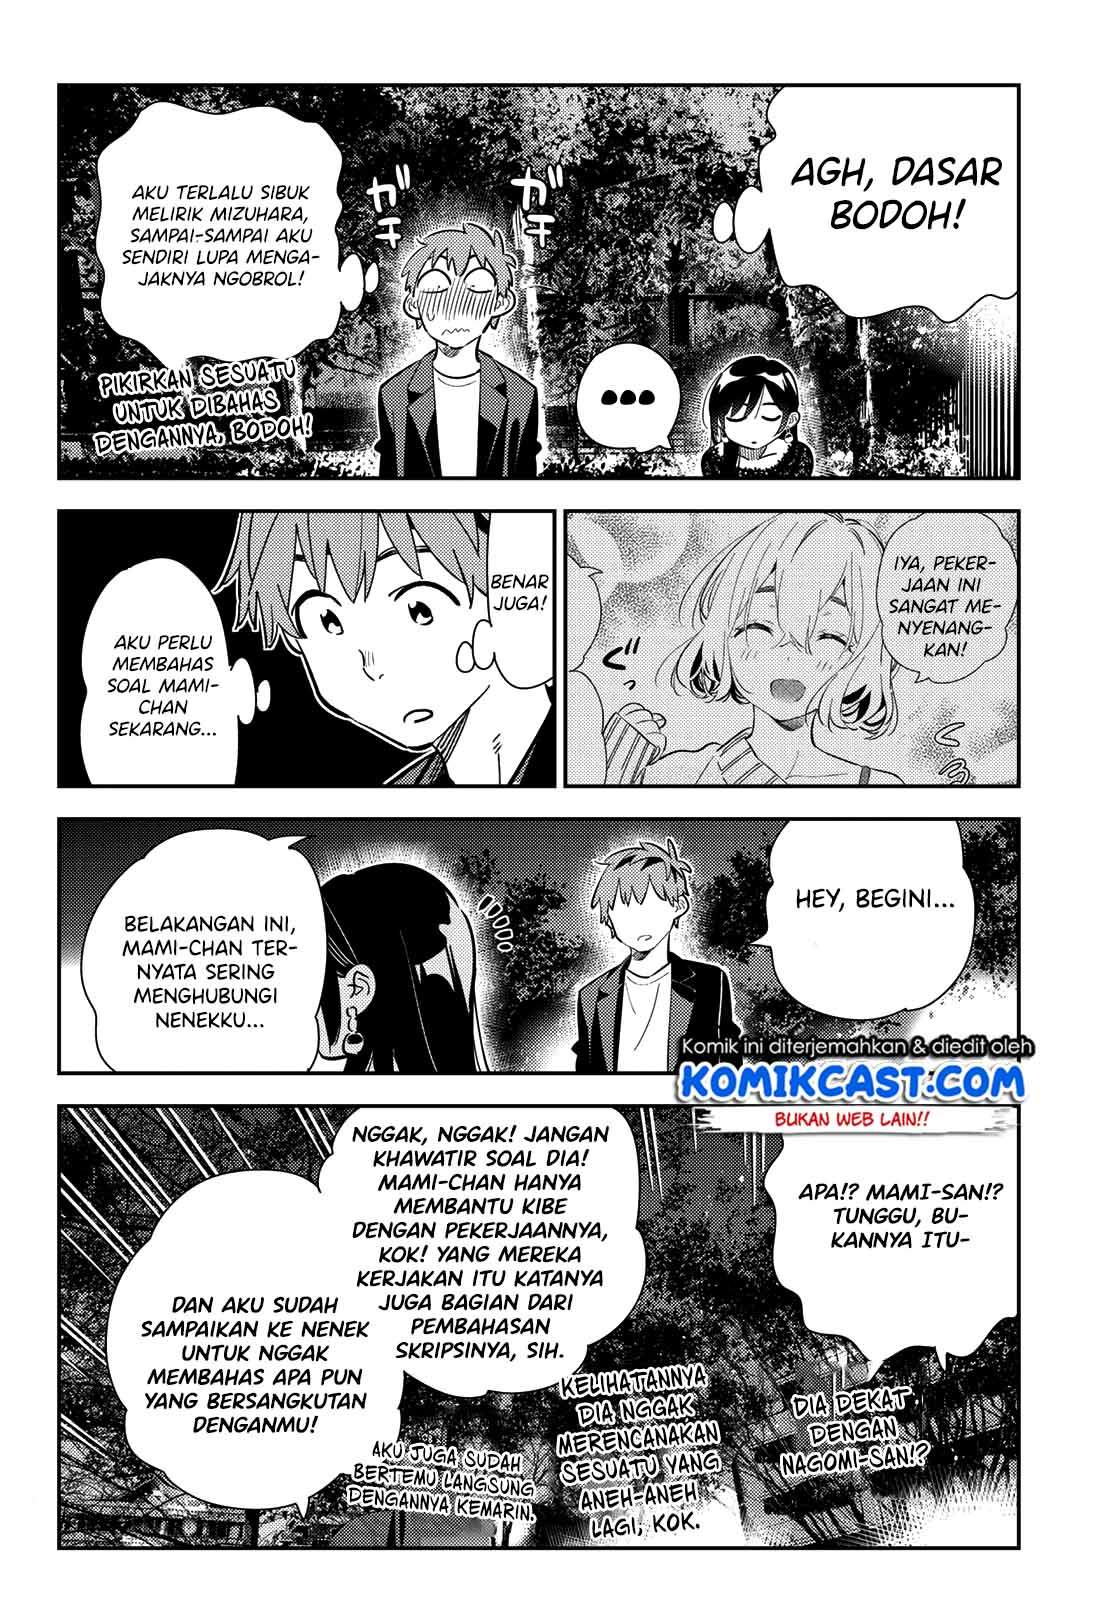 AGH, DASAR
BODOH!
ガチ
ガチ
AKU TERLALU SIBUK
MELIRIK MIZUHARA,
SAMPAI-SAMPAI AKU
SENDIRI LUPA MENGA-
JAKNYA NGOBROL!
PIKIRKAN SESUATU
UNTUK DIBAHAS
DENGANNYA, BODOH!
IYA, PEKER-
JAAN INI
SANGAT ME-
NYENANG-
KAN!
BENAR
JUGA!
AKU PERLU
MEMBAHAS
SOAL MAMI-
CHAN
SEKARANG...
HEY, BEGINI...
BELAKANGAN INI,
MAMI-CHAN TER-
NYATA SERING
MENGHUBUNGI
NENEKKU...
Komik ini diterjemahkan & diedit oleh
KOMIKCAST.COM
BUKAN WEB LAIN!!
APA!? MAMI-SAN!?
TUNGGU, BU-
KANNYA ITU-
DIA DEKAT
DENGAN
NAGOMI-SAN!?
NGGAK, NGGAK! JANGAN
KHAWATIR SOAL DIA!
MAMI-CHAN HANYA
MEMBANTU KIBE
DENGAN PEKERJAANNYA,
KOK! YANG MEREKA
KERJAKAN ITU KATANYA
JUGA BAGIAN DARI
PEMBAHASAN
SKRIPSINYA, SIH.
KELIHATANNYA
DIA NGGAK
MERENCANAKAN
SESUATU YANG
ANEH-ANEH
LAGI, KOK.
DAN AKU SUDAH
SAMPAIKAN KE NENEK
UNTUK NGGAK
MEMBAHAS APA PUN
YANG BERSANGKUTAN
DENGANMU!
AKU JUGA SUDAH
BERTEMU LANGSUNG
DENGANNYA KEMARIN.